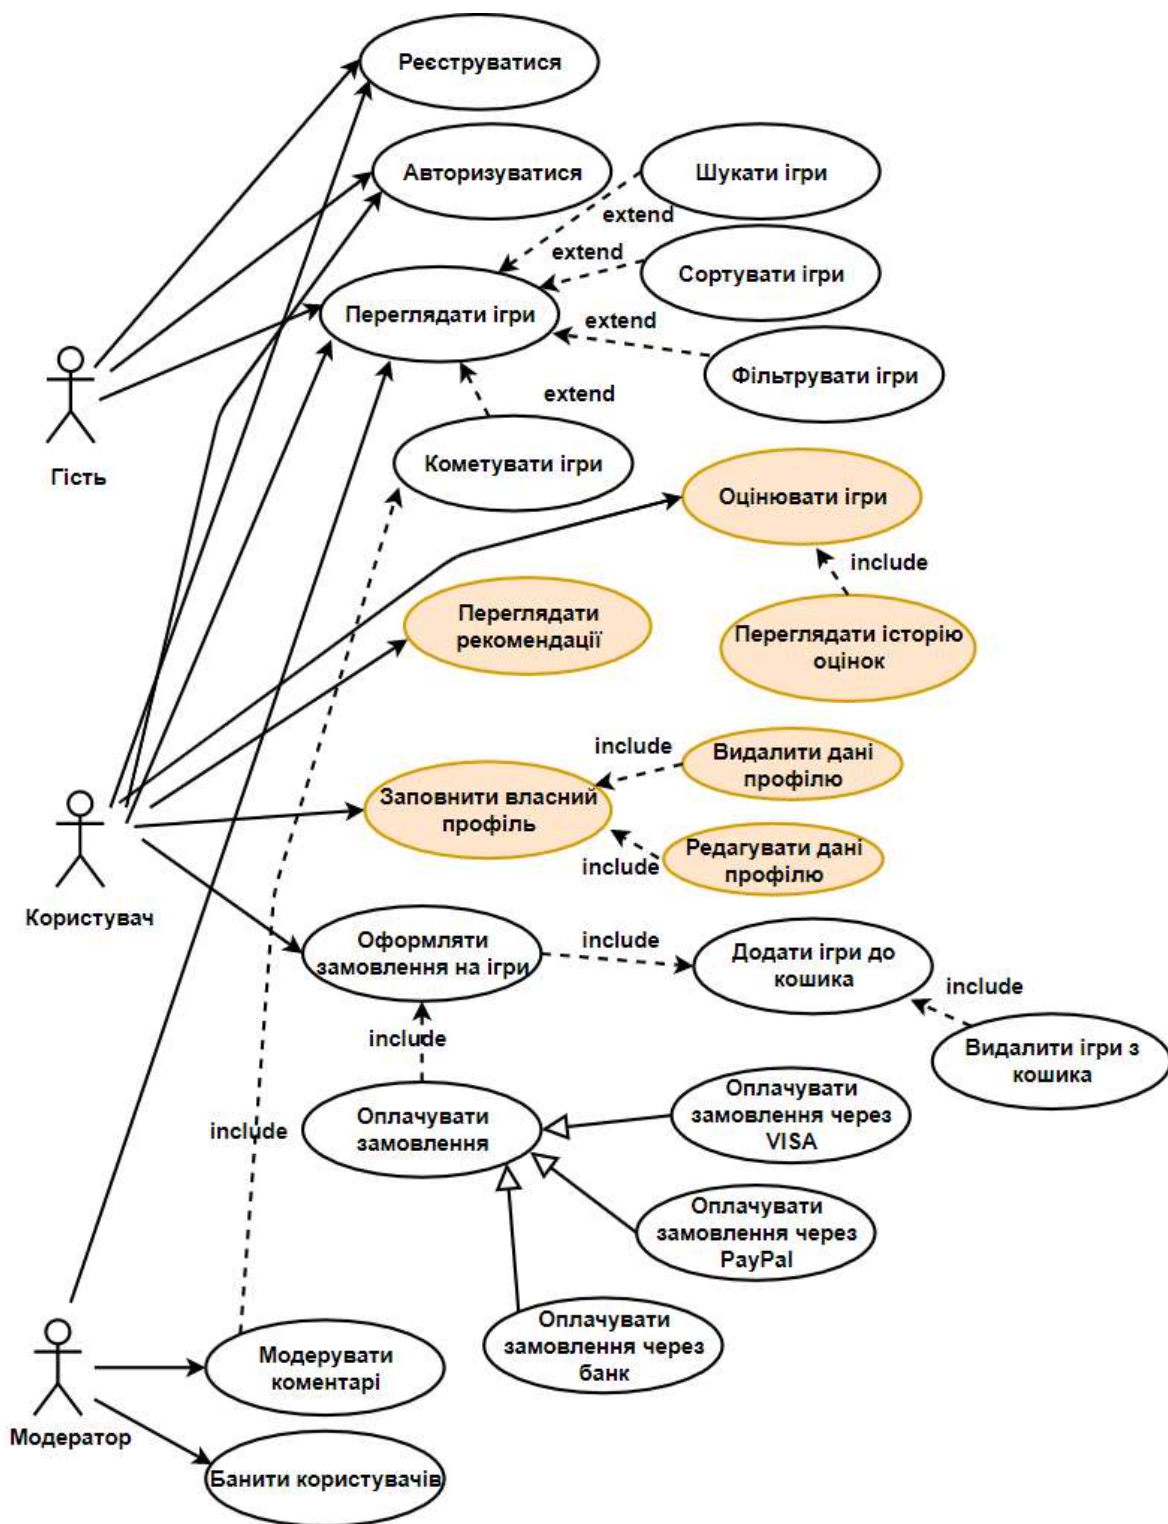 Реєструватися
Авторизуватися
Шукати ігри
extend
extend
Сортувати ігри
Переглядати ігри
extend
Фільтрувати ігри
extend
Гість
Кометувати ігри
Оцінювати ігри
include
Переглядати
рекомендації
Переглядати історію
оцінок
include
Видалити дані
профілю
Заповнити власний
профіль
include
Редагувати дані
профілю
Користувач
Оформляти
замовлення на ігри
include
Додати ігри до
кошика
include
include
Видалити ігри з
кошика
Оплачувати
замовлення
include
Оплачувати
замовлення через
VISA
Оплачувати
замовлення через
PayPal
Оплачувати
замовлення через
банк
Модерувати
коментарі
Модератор
Банити користувачів